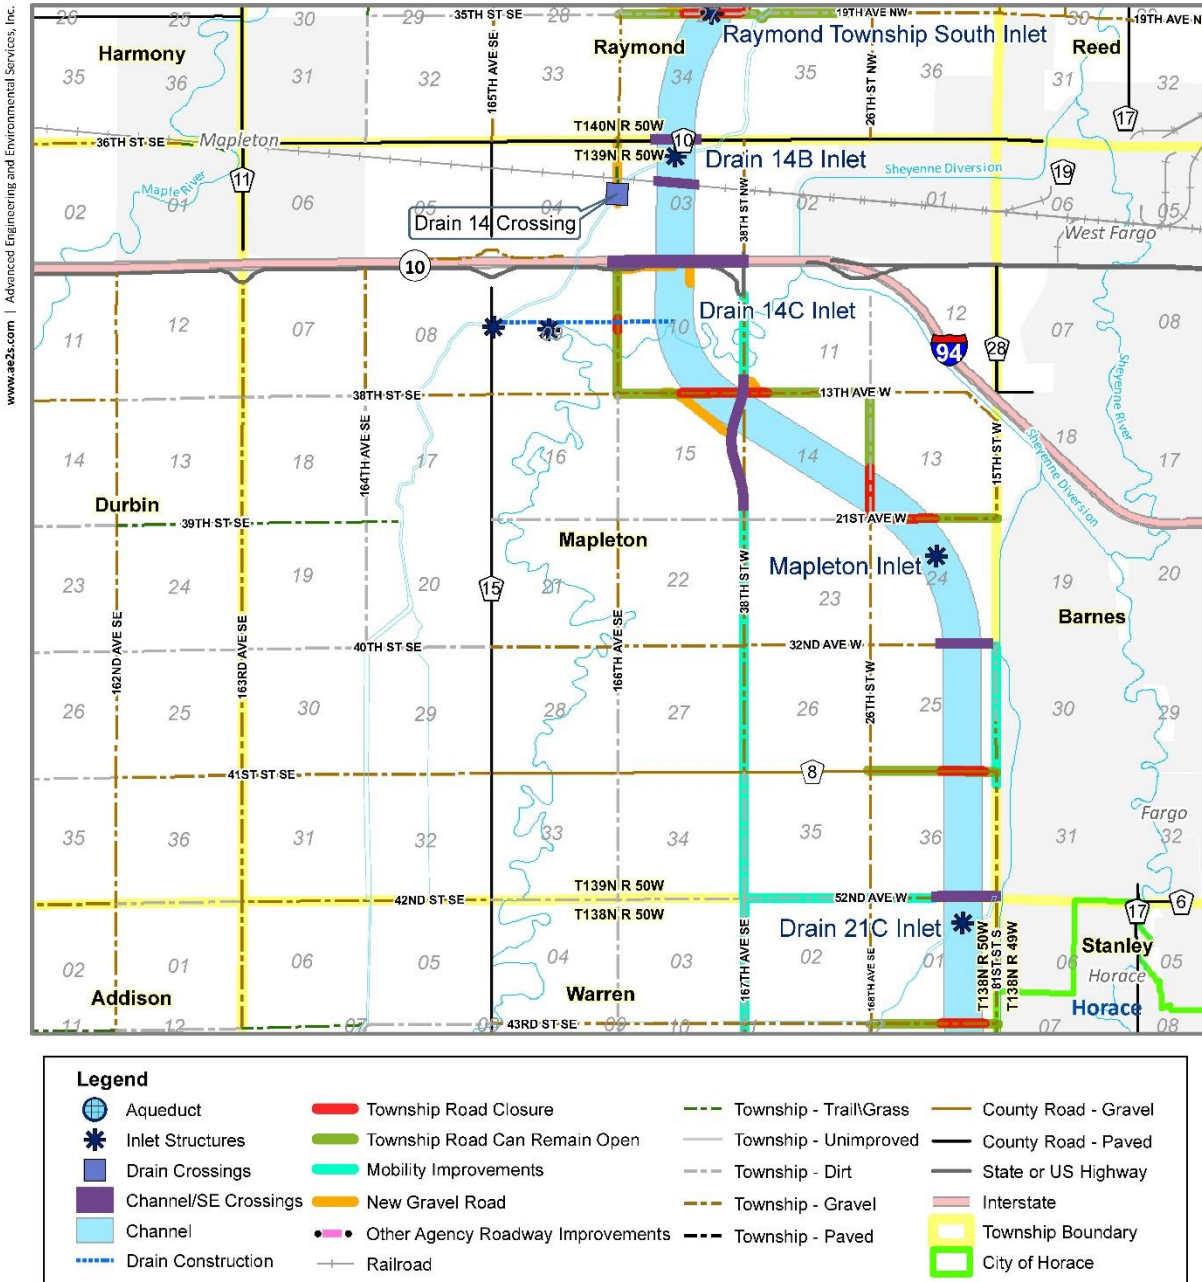 www.ae2s.com | Advanced Engineering and Environmental Services, Inc.
26 25 30 29 35TH ST SE 28 19TH AVE NW 30 19TH AVE N
Harmony Raymond Raymond Township South Inlet Reed
35 36 31 32 33 34 35 36 31 32
165TH AVE SE
26TH ST NW
17
T140N R 50W
36TH ST SE Mapleton 10
T139N R 50W Drain 14B Inlet
Maple River 11 Sheyenne Diversion 19
02 01 06 05 04 03 02 01 06 05
Drain 14 Crossing
38TH ST NW
West Fargo
10
Drain 14C Inlet
11 12 07 08 10 11 12 07 08
94 28
38TH ST SE 13TH AVE W
Sheyenne River
Sheyenne Diversion
14 13 18 17 16 15 14 13 18 17
164TH AVE SE
15TH ST W
Durbin
39TH ST SE 21ST AVE W
Mapleton
Mapleton Inlet
23 24 19 20 21 22 23 24 19 20
15
Barnes
162ND AVE SE 163RD AVE SE 166TH AVE SE 38TH ST W 26TH ST W
40TH ST SE 32ND AVE W
26 25 30 29 28 27 26 25 30 29
41ST ST SE 8
35 36 31 32 33 34 35 36 31 32
Fargo
T139N R 50W
42ND ST SE 52ND AVE W
T138N R 50W
17 6
Drain 21C Inlet
Stanley
02 01 06 05 04 03 02 01 06 05
167TH AVE SE 168TH AVE SE T138N R 50W 81ST ST S T138N R 49W
Horace
Addison Warren Horace
11 12 07 08 43RD ST SE 09 10 07 08
Legend
Aqueduct
Inlet Structures
Drain Crossings
Channel/SE Crossings
Channel
Drain Construction
Township Road Closure
Township Road Can Remain Open
Mobility Improvements
New Gravel Road
Other Agency Roadway Improvements
Railroad
Township - Trail\Grass
Township - Unimproved
Township - Dirt
Township - Gravel
Township - Paved
County Road - Gravel
County Road - Paved
State or US Highway
Interstate
Township Boundary
City of Horace